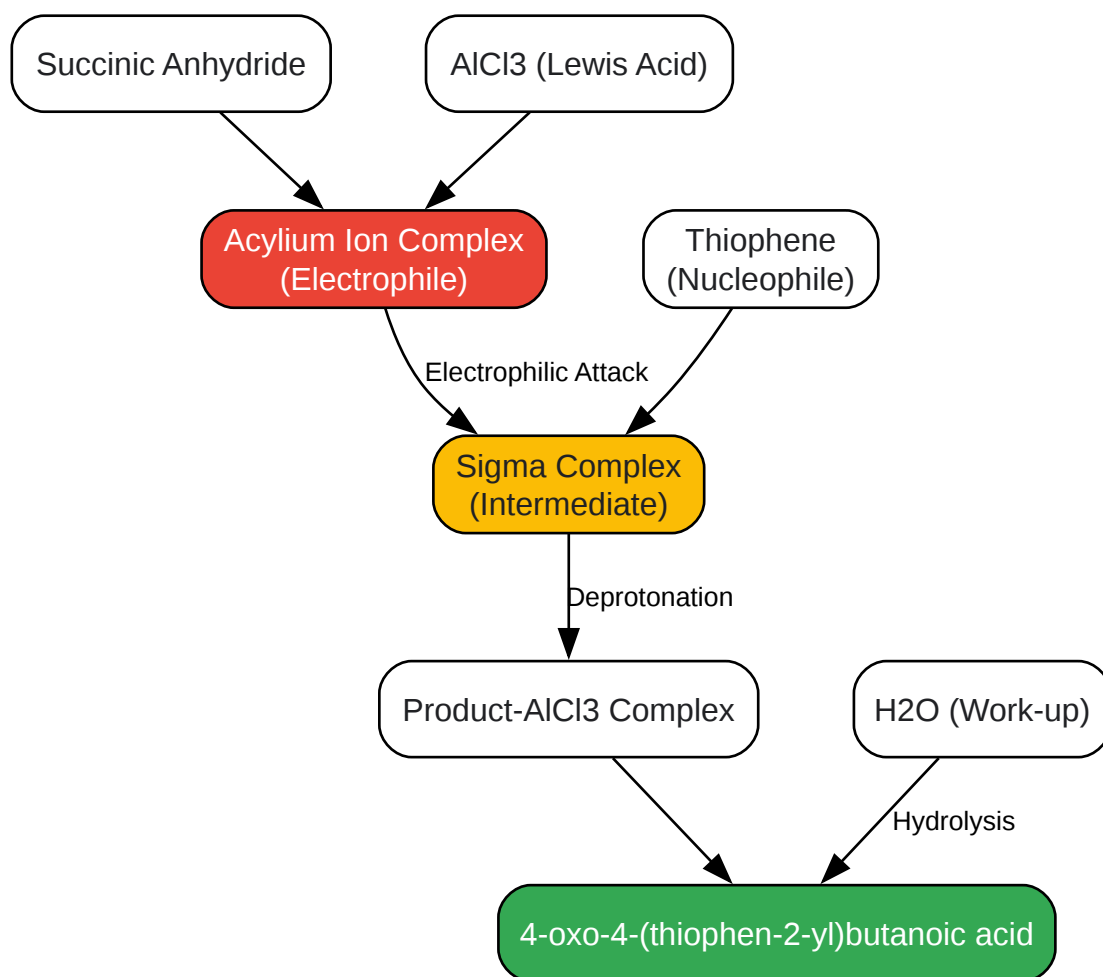 Succinic Anhydride
AlCl3 (Lewis Acid)
Acylium Ion Complex
(Electrophile)
Thiophene
(Nucleophile)
Electrophilic Attack
Sigma Complex
(Intermediate)
Deprotonation
Product-AlCl3 Complex
H2O (Work-up)
Hydrolysis
4-oxo-4-(thiophen-2-yl)butanoic acid